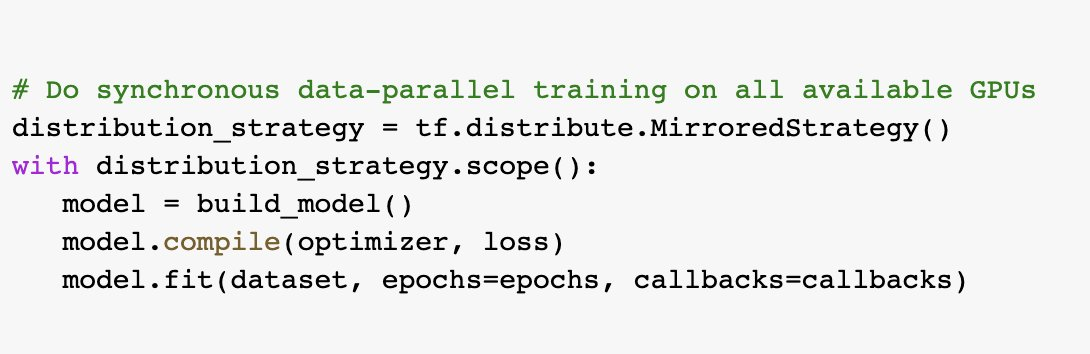 # Do synchronous data-parallel training on all available GPUs
distribution_strategy = tf.distribute.MirroredStrategy()
with distribution_strategy.scope():
   model = build_model()
   model.compile(optimizer, loss)
   model.fit(dataset, epochs=epochs, callbacks=callbacks)